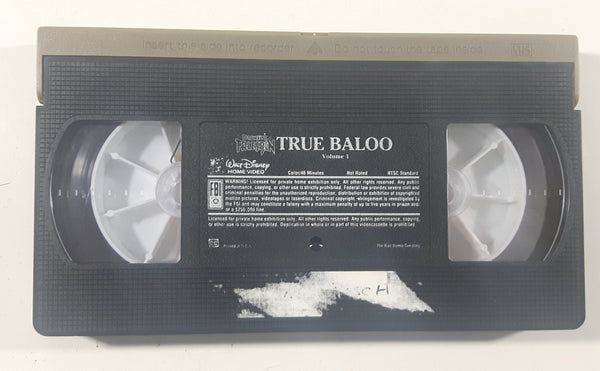 Insert this side into recorder Do not touch the tape inside VHS
Disney's
TALESPIN TRUE BALOO
Volume 1
WALT DISNEY
HOME VIDEO
Color/46 Minutes Not Rated NTSC Standard
FBI
WARNING! Licensed for private home exhibition only. All other rights reserved. Any public
performance, copying, or other use is strictly prohibited. Federal law provides severe civil and
criminal penalties for the unauthorized reproduction, distribution or exhibition of copyrighted
motion pictures, videotapes or laserdiscs. Criminal copyright infringement is investigated by
the FBI and may constitute a felony with a maximum penalty of up to five years in prison and
or a $250,000 fine.
Licensed for private home exhibition only. All other rights reserved. Any public performance, copying,
or other use is strictly prohibited. Duplication in whole or in part of this videocassette is prohibited.
Printed in U.S.A. The Walt Disney Company